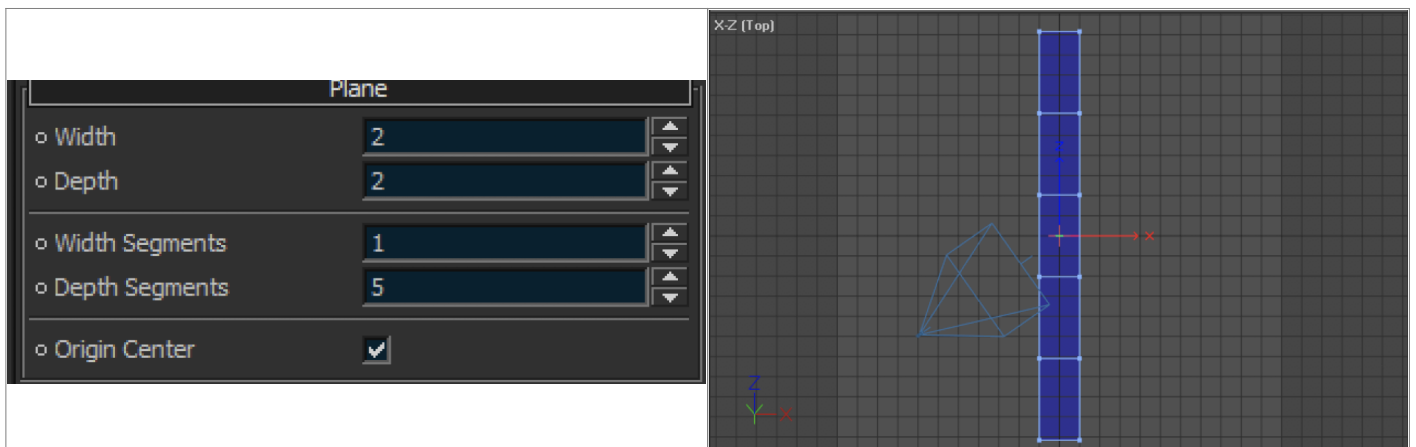 Plane
Width 2
Depth 2
Width Segments 1
Depth Segments 5
Origin Center
X-Z (Top)
Z
X
Z
X